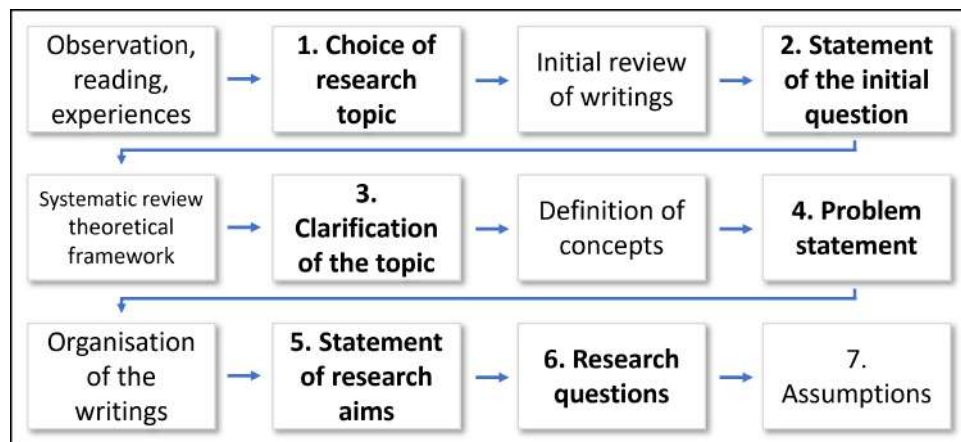 Observation,
reading,
experiences
1. Choice of
research
topic
Initial review
of writings
2. Statement
of the initial
question
Systematic review
theoretical
framework
3.
Clarification
of the topic
Definition of
concepts
4. Problem
statement
Organisation
of the
writings
5. Statement
of research
aims
6. Research
questions
7.
Assumptions